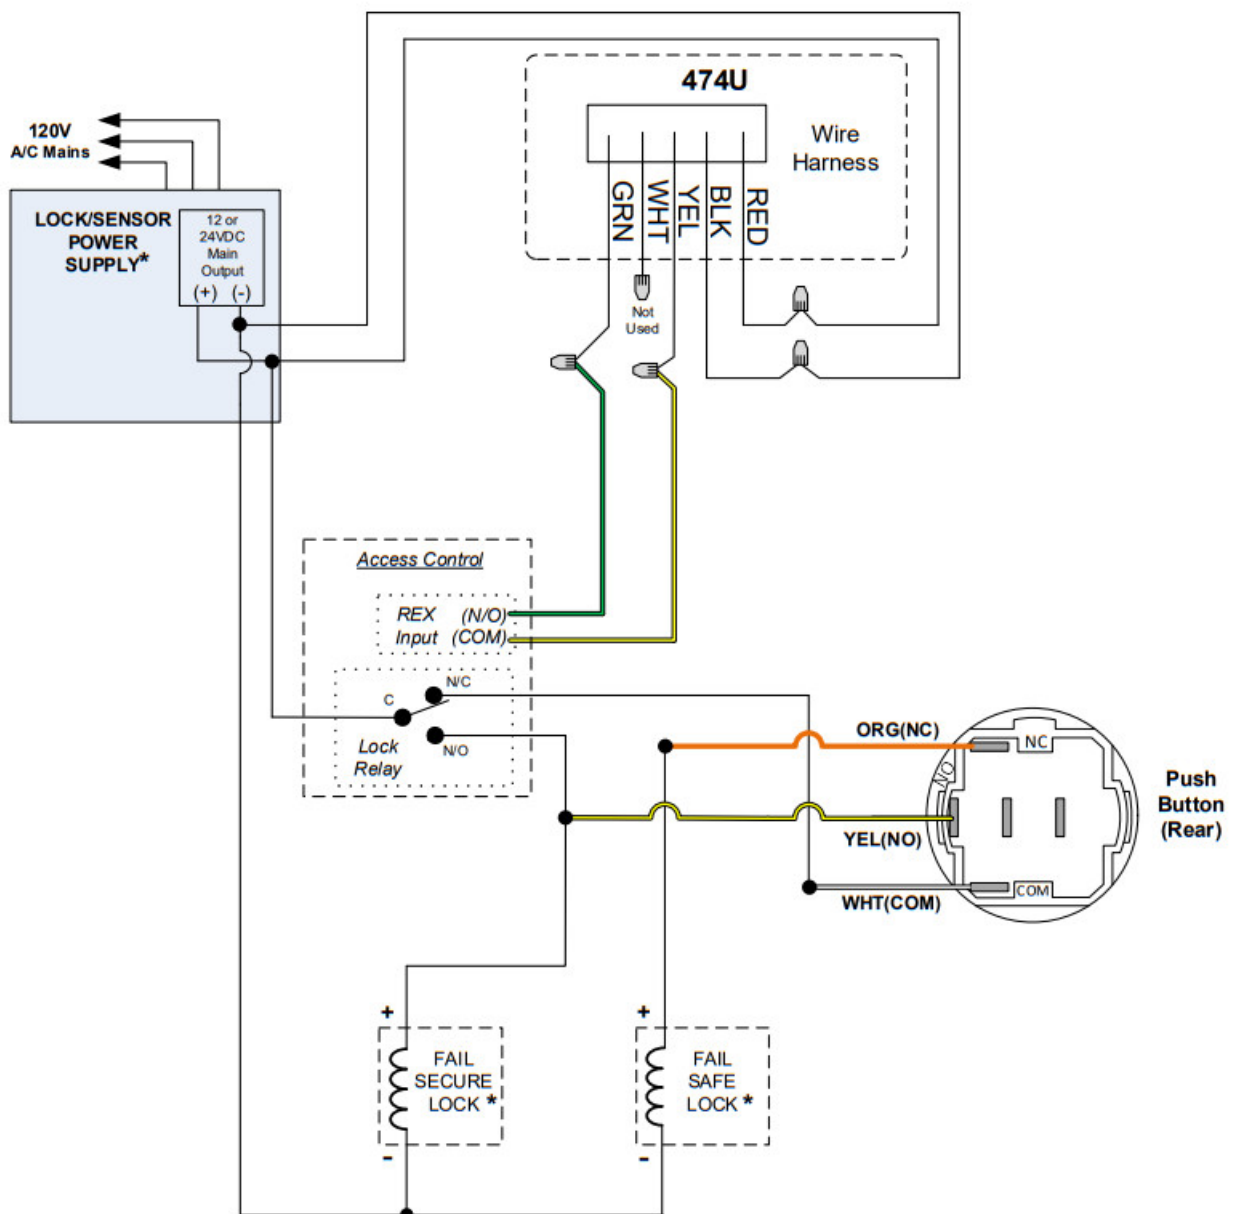 474U
Wire
Harness
GRN
WHT
YEL
BLK
RED
Not
Used
120V
A/C Mains
LOCK/SENSOR
POWER
SUPPLY*
12 or
24VDC
Main
Output
(+) (-)
Access Control
REX (N/O)
Input (COM)
N/C
C
N/O
Lock
Relay
ORG(NC)
YEL(NO)
WHT(COM)
NC
NO
COM
Push
Button
(Rear)
+
FAIL
SECURE
LOCK *
-
+
FAIL
SAFE
LOCK *
-